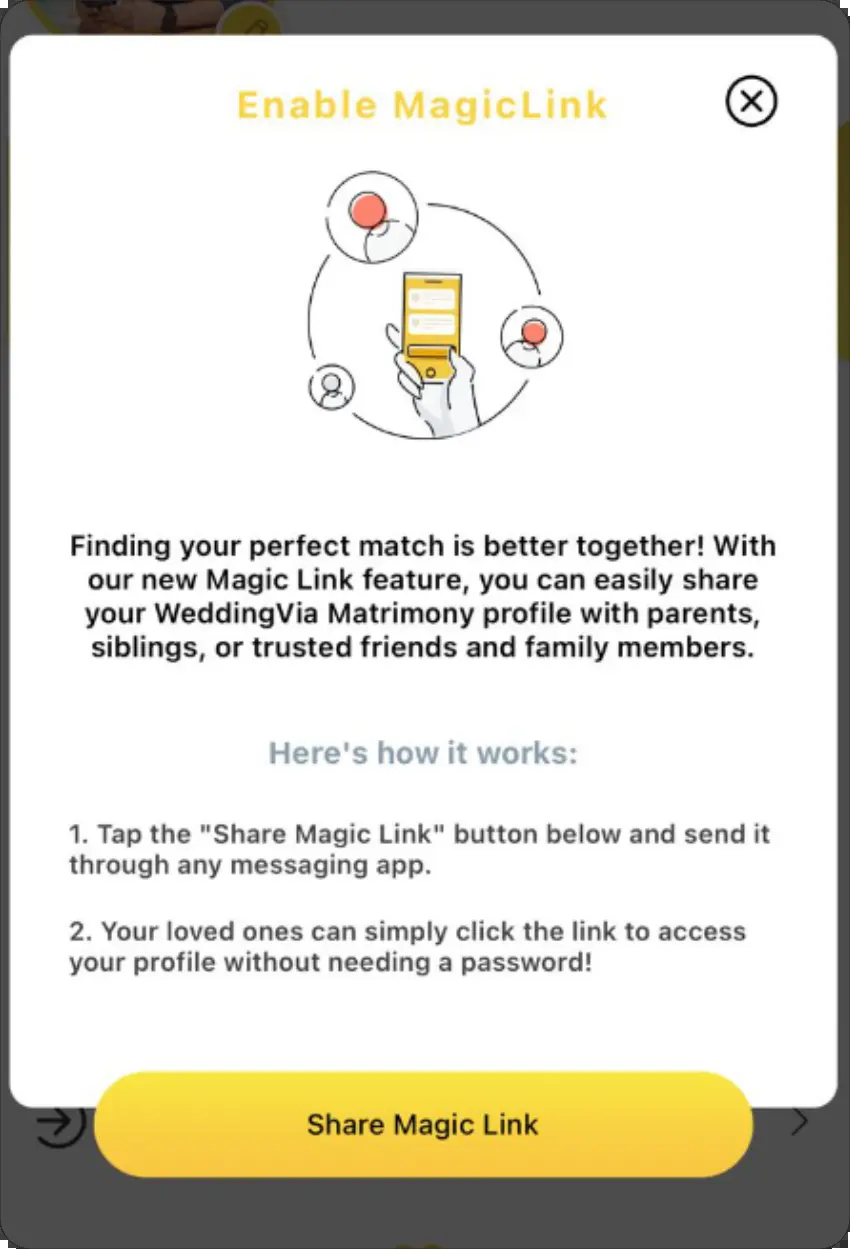 Enable MagicLink
Finding your perfect match is better together! With
our new Magic Link feature, you can easily share
your WeddingVia Matrimony profile with parents,
siblings, or trusted friends and family members.
Here's how it works:
1. Tap the "Share Magic Link" button below and send it
through any messaging app.
2. Your loved ones can simply click the link to access
your profile without needing a password!
Share Magic Link